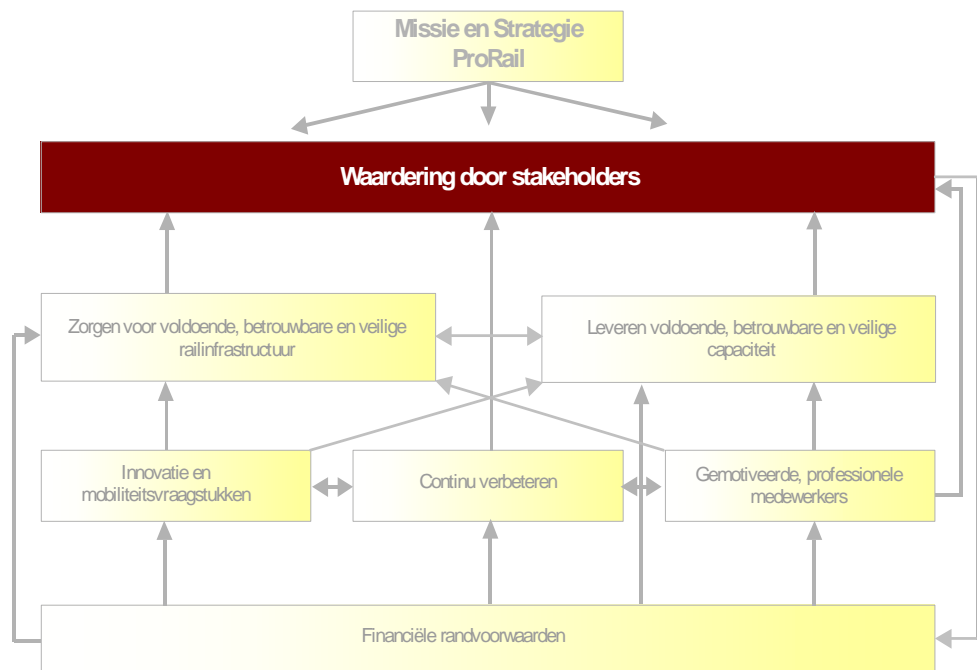 Missie en Strategie
ProRail
Waardering door stakeholders
Zorgen voor voldoende, betrouwbare en veilige
railinfrastructuur
Leveren voldoende, betrouwbare en veilige
capaciteit
Innovatie en
mobiliteitsvraagstukken
Continu verbeteren
Gemotiveerde, professionele
medewerkers
Financiële randvoorwaarden